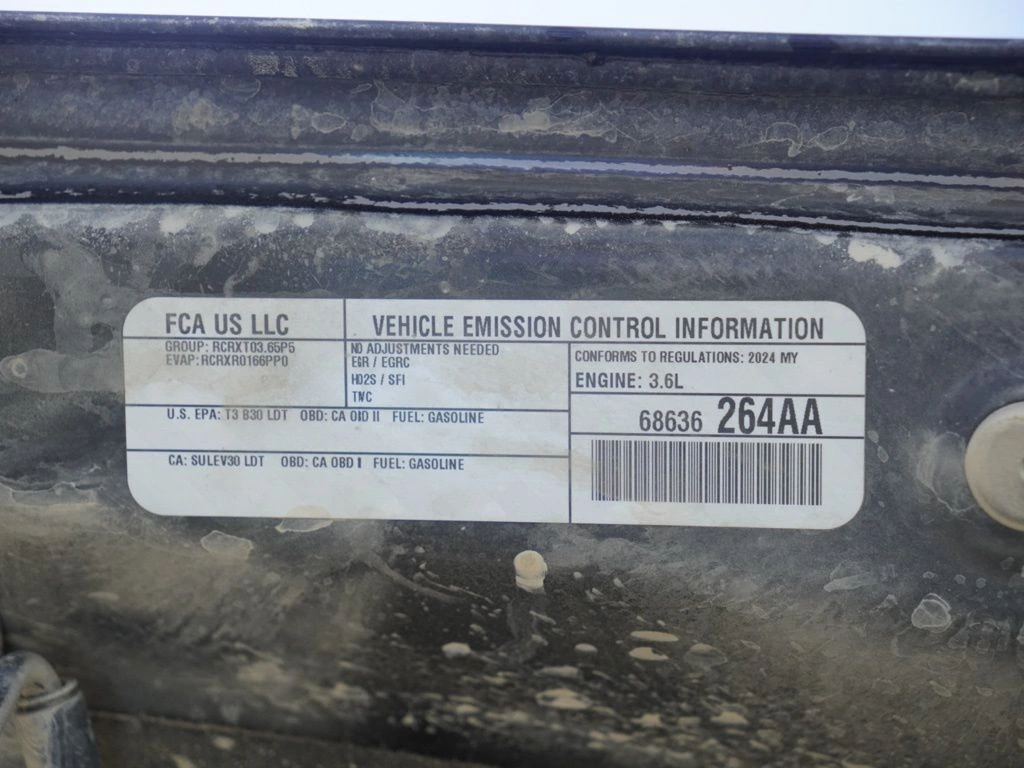 FCA US LLC
VEHICLE EMISSION CONTROL INFORMATION
GROUP: RCRXT03.65P5
EVAP: RCRXR0166PP0
NO ADJUSTMENTS NEEDED
EGR / EGRC
HO2S / SFI
TWC
CONFORMS TO REGULATIONS: 2024 MY
ENGINE: 3.6L
U.S. EPA: T3 B30 LDT OBD: CA OID II FUEL: GASOLINE
68636 264AA
CA: SULEV30 LDT OBD: CA OBD I FUEL: GASOLINE